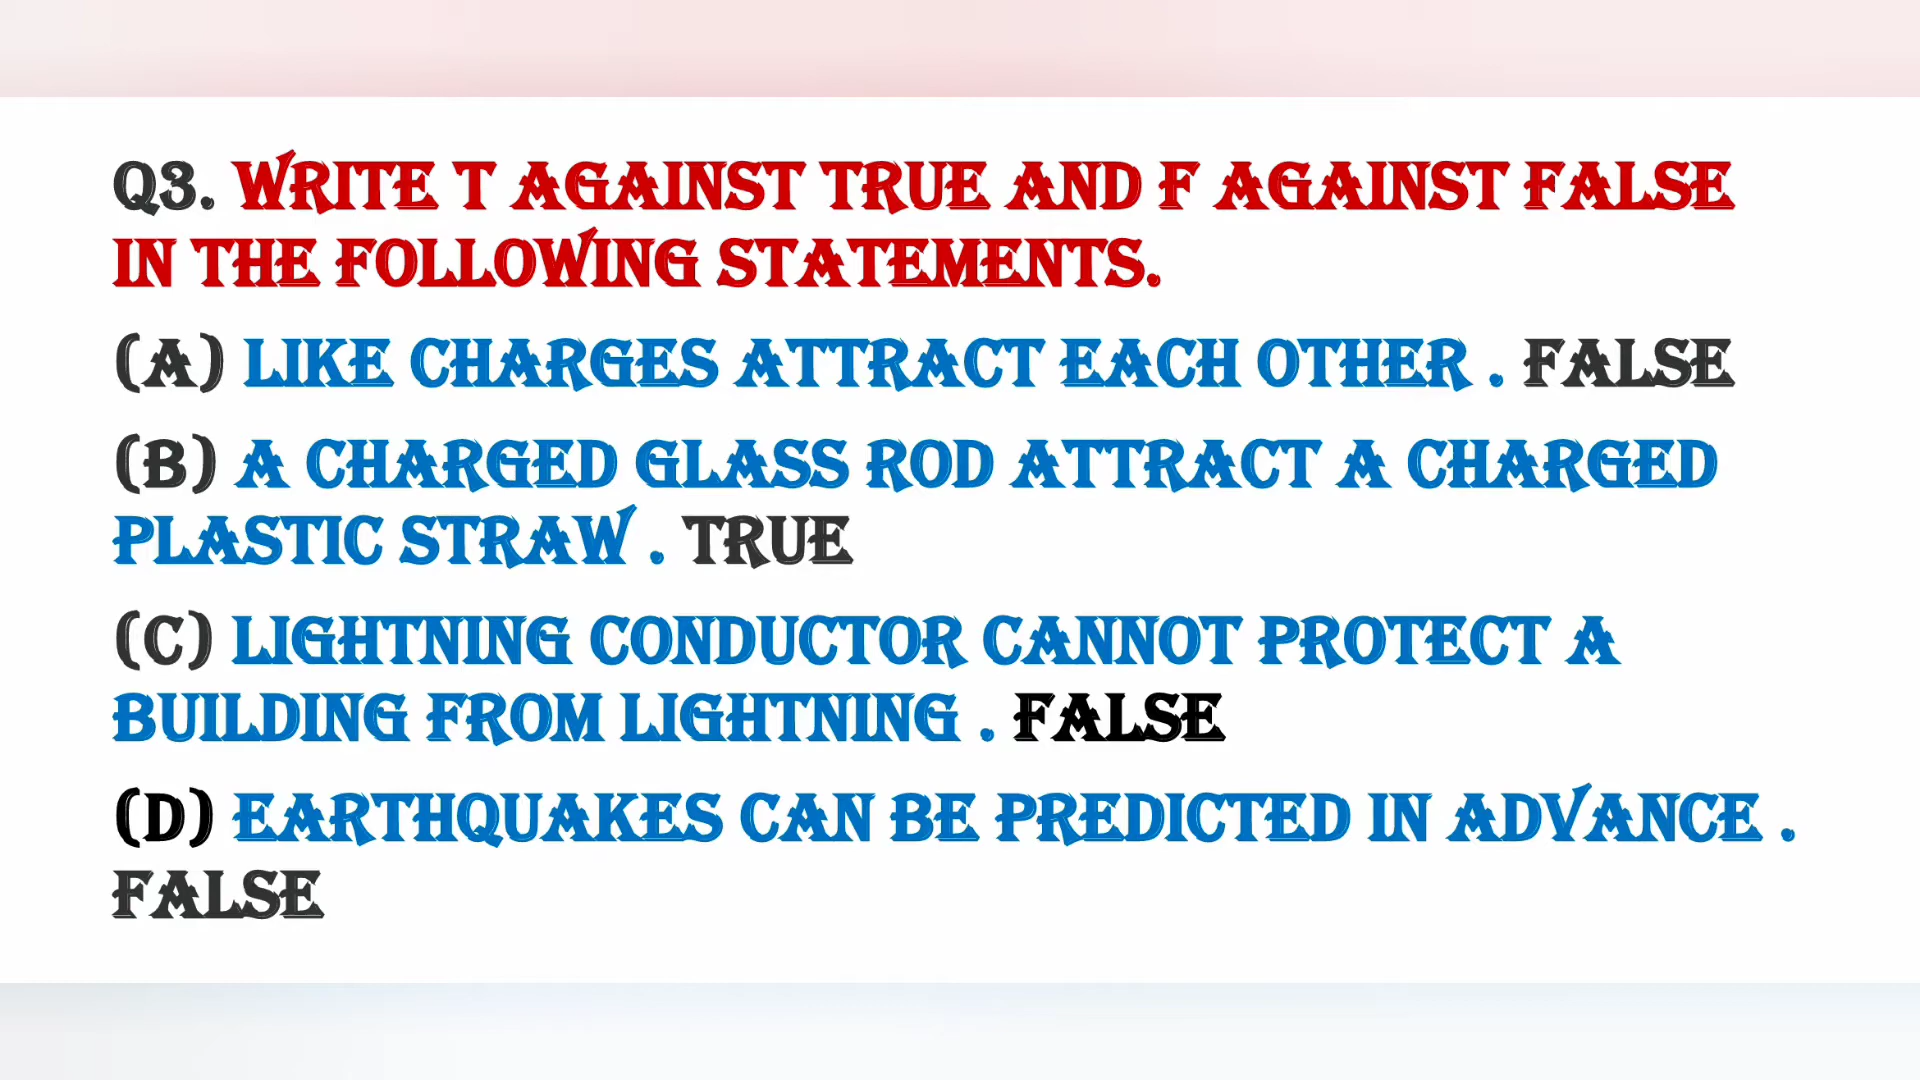 Q3. WRITE T AGAINST TRUE AND F AGAINST FALSE
IN THE FOLLOWING STATEMENTS.
(A) LIKE CHARGES ATTRACT EACH OTHER . FALSE
(B) A CHARGED GLASS ROD ATTRACT A CHARGED
PLASTIC STRAW . TRUE
(C) LIGHTNING CONDUCTOR CANNOT PROTECT A
BUILDING FROM LIGHTNING . FALSE
(D) EARTHQUAKES CAN BE PREDICTED IN ADVANCE .
FALSE